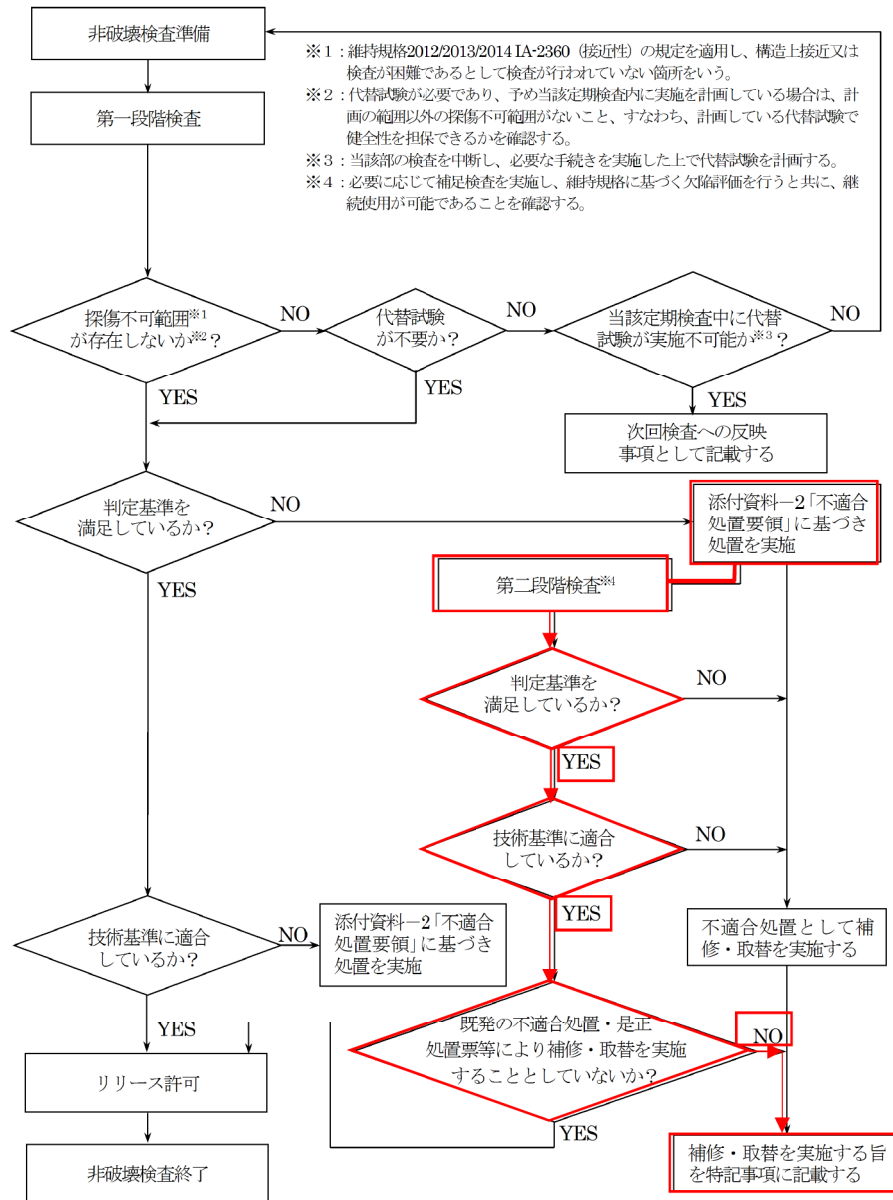 非破壊検査準備
※1：維持規格2012/2013/2014 IA-2360（接近性）の規定を適用し、構造上接近又は
検査が困難であるとして検査が行われていない箇所をいう。
※2：代替試験が必要であり、予め当該定期検査内に実施を計画している場合は、計
画の範囲以外の探傷不可範囲がないこと、すなわち、計画している代替試験で
健全性を担保できるかを確認する。
※3：当該部の検査を中断し、必要な手続きを実施した上で代替試験を計画する。
※4：必要に応じて補足検査を実施し、維持規格に基づく欠陥評価を行うと共に、継
続使用が可能であることを確認する。
第一段階検査
探傷不可範囲※1
が存在しないか※2？
NO
代替試験
が不要か？
NO
当該定期検査中に代替
試験が実施不可能か※3？
NO
YES
YES
YES
次回検査への反映
事項として記載する
判定基準を
満足しているか？
NO
添付資料－2「不適合
処置要領」に基づき
処置を実施
YES
第二段階検査※4
判定基準を
満足しているか？
NO
YES
技術基準に適合
しているか？
NO
YES
技術基準に適合
しているか？
NO
添付資料－2「不適合
処置要領」に基づき
処置を実施
不適合処置として補
修・取替を実施する
YES
既発の不適合処置・是正
処置票等により補修・取替を実施
することとしていないか？
NO
YES
リリース許可
非破壊検査終了
補修・取替を実施する旨
を特記事項に記載する